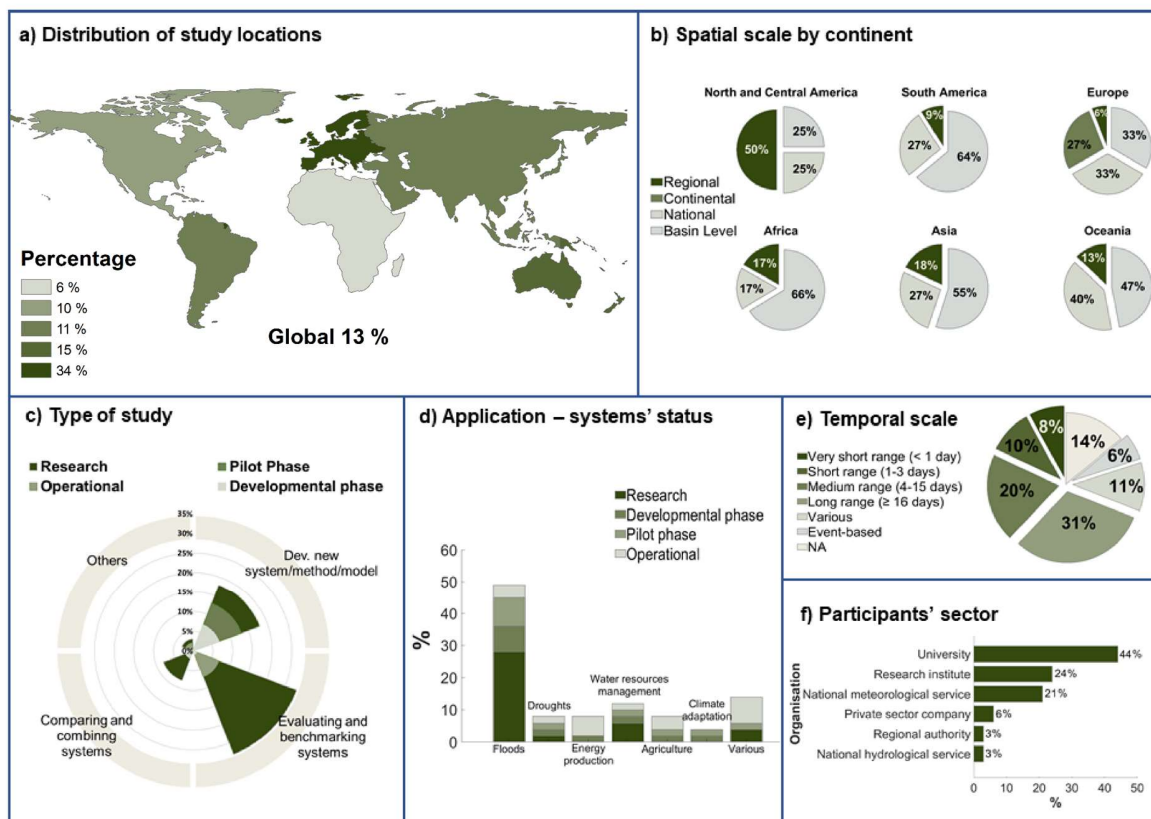 a) Distribution of study locations
Percentage
6 %
10 %
11 %
15 %
34 %
Global 13 %
b) Spatial scale by continent
North and Central America
50%
25%
25%
South America
9%
27%
64%
Europe
6%
27%
33%
33%
Regional
Continental
National
Basin Level
Africa
17%
17%
66%
Asia
18%
27%
55%
Oceania
13%
40%
47%
c) Type of study
Research
Pilot Phase
Operational
Developmental phase
35%
30%
25%
20%
15%
10%
5%
0%
Others
Dev. new
system/method/model
Comparing and
combinng
systems
Evaluating and
benchmarking
systems
d) Application – systems' status
Research
Developmental phase
Pilot phase
Operational
%
60
50
40
30
20
10
0
Droughts
Water resources
management
Climate
adaptation
Floods
Energy
production
Agriculture
Various
e) Temporal scale
Very short range (< 1 day)
Short range (1-3 days)
Medium range (4-15 days)
Long range (≥ 16 days)
Various
Event-based
NA
8%
14%
10%
6%
20%
11%
31%
f) Participants' sector
Organisation
University
44%
Research institute
24%
National meteorological service
21%
Private sector company
6%
Regional authority
3%
National hydrological service
3%
0 10 20 30 40 50
%